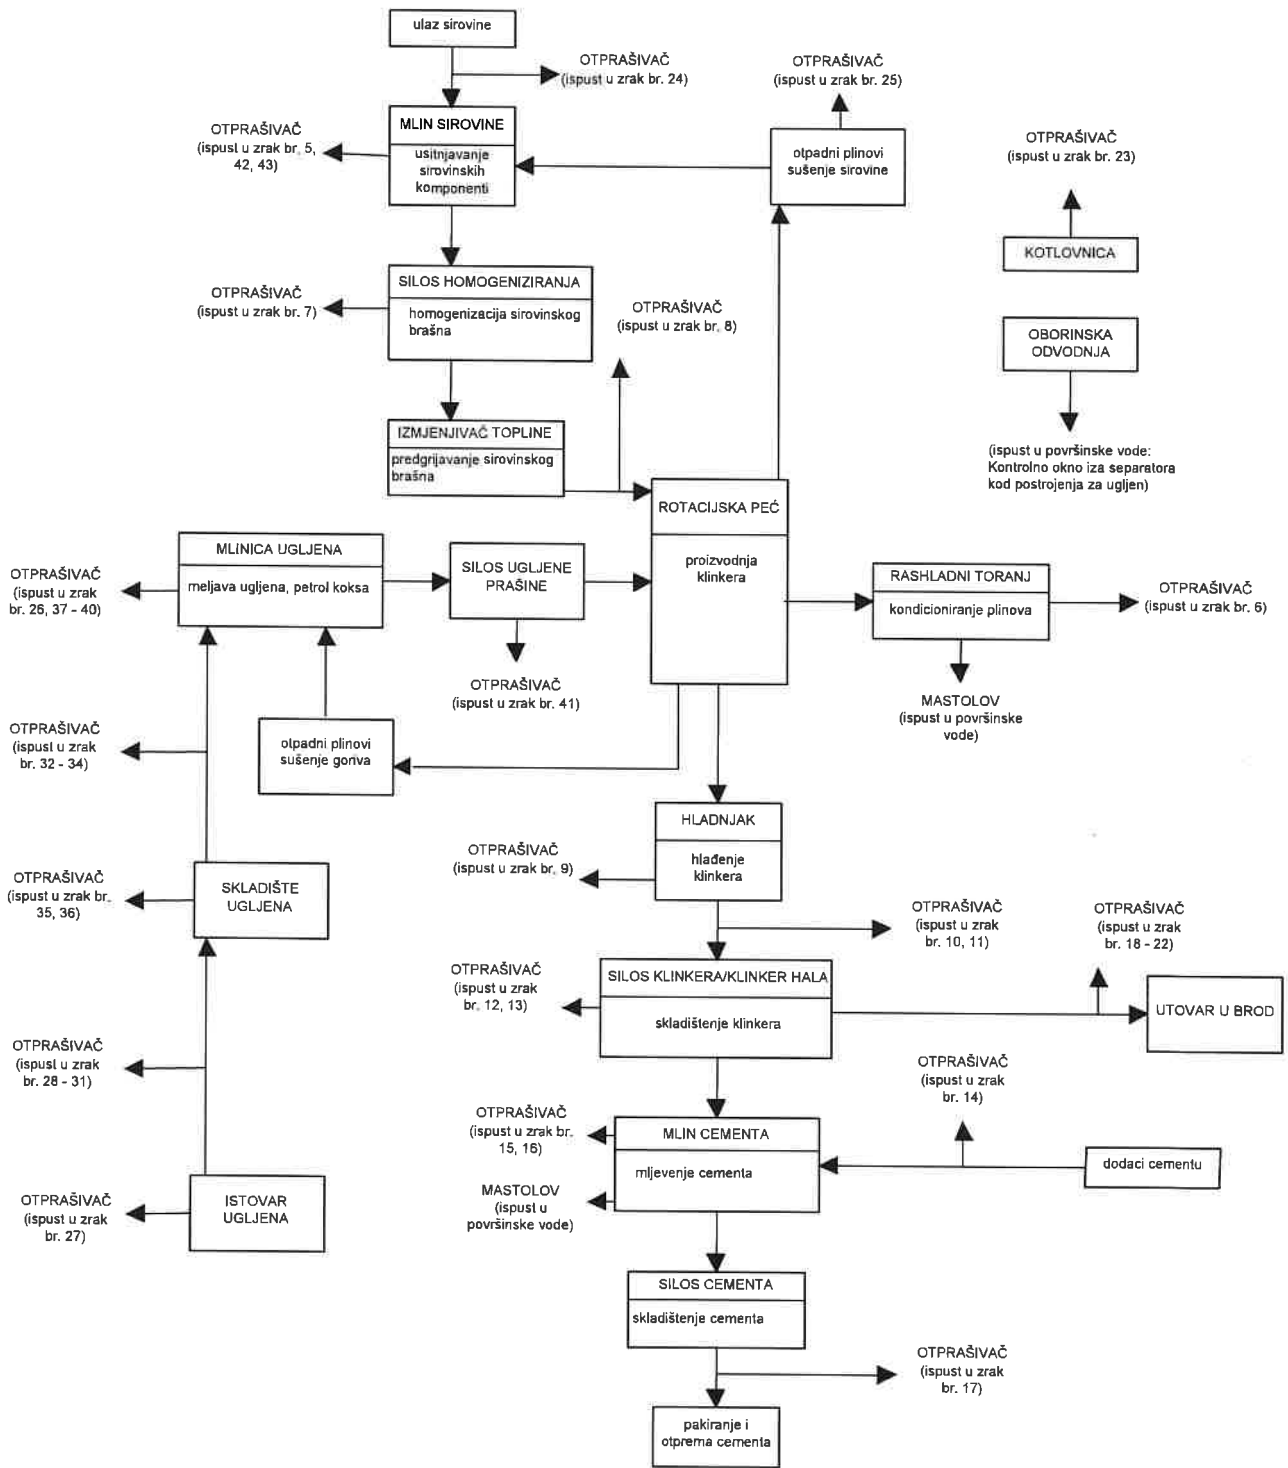 ulaz sirovine
OTPRAŠIVAČ
(ispust u zrak br. 24)
OTPRAŠIVAČ
(ispust u zrak br. 25)
MLIN SIROVINE
usitnjavanje
sirovinskih
komponenti
OTPRAŠIVAČ
(ispust u zrak br. 5,
42, 43)
otpadni plinovi
sušenje sirovine
OTPRAŠIVAČ
(ispust u zrak br. 23)
KOTLOVNICA
SILOS HOMOGENIZIRANJA
homogenizacija sirovinskog
brašna
OTPRAŠIVAČ
(ispust u zrak br. 7)
OTPRAŠIVAČ
(ispust u zrak br. 8)
OBORINSKA
ODVODNJA
(ispust u površinske vode:
Kontrolno okno iza separatora
kod postrojenja za ugljen)
IZMJENJIVAČ TOPLINE
predgrijavanje sirovinskog
brašna
ROTACIJSKA PEĆ
proizvodnja
klinkera
MLINICA UGLJENA
meljava ugljena, petrol koksa
SILOS UGLJENE
PRAŠINE
OTPRAŠIVAČ
(ispust u zrak
br. 26, 37 - 40)
RASHLADNI TORANJ
kondicioniranje plinova
OTPRAŠIVAČ
(ispust u zrak br. 6)
OTPRAŠIVAČ
(ispust u zrak br. 41)
MASTOLOV
(ispust u površinske
vode)
OTPRAŠIVAČ
(ispust u zrak
br. 32 - 34)
otpadni plinovi
sušenje goriva
HLADNJAK
hlađenje
klinkera
OTPRAŠIVAČ
(ispust u zrak br. 9)
OTPRAŠIVAČ
(ispust u zrak br.
35, 36)
SKLADIŠTE
UGLJENA
OTPRAŠIVAČ
(ispust u zrak
br. 10, 11)
OTPRAŠIVAČ
(ispust u zrak
br. 18 - 22)
OTPRAŠIVAČ
(ispust u zrak
br. 12, 13)
SILOS KLINKERA/KLINKER HALA
skladištenje klinkera
UTOVAR U BROD
OTPRAŠIVAČ
(ispust u zrak
br. 28 - 31)
OTPRAŠIVAČ
(ispust u zrak
br. 14)
OTPRAŠIVAČ
(ispust u zrak br.
15, 16)
MLIN CEMENTA
mljevenje cementa
dodaci cementu
MASTOLOV
(ispust u
površinske vode)
OTPRAŠIVAČ
(ispust u zrak
br. 27)
ISTOVAR
UGLJENA
SILOS CEMENTA
skladištenje cementa
OTPRAŠIVAČ
(ispust u zrak
br. 17)
pakiranje i
otprema cementa